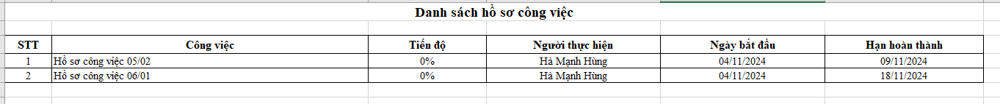 Danh sách hồ sơ công việc
STT Công việc Tiến độ Người thực hiện Ngày bắt đầu Hạn hoàn thành
1 Hồ sơ công việc 05/02 0% Hà Mạnh Hùng 04/11/2024 09/11/2024
2 Hồ sơ công việc 06/01 0% Hà Mạnh Hùng 04/11/2024 18/11/2024